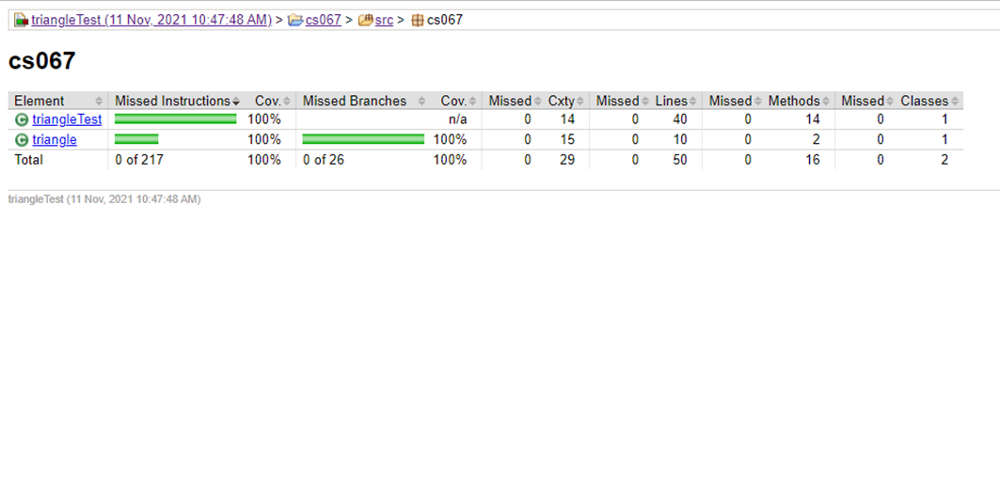 triangleTest (11 Nov, 2021 10:47:48 AM) > cs067 > src > cs067
cs067
Element Missed Instructions Cov. Missed Branches Cov. Missed Cxty Missed Lines Missed Methods Missed Classes
triangleTest 100% n/a 0 14 0 40 0 14 0 1
triangle 100% 100% 0 15 0 10 0 2 0 1
Total 0 of 217 100% 0 of 26 100% 0 29 0 50 0 16 0 2
triangleTest (11 Nov, 2021 10:47:48 AM)